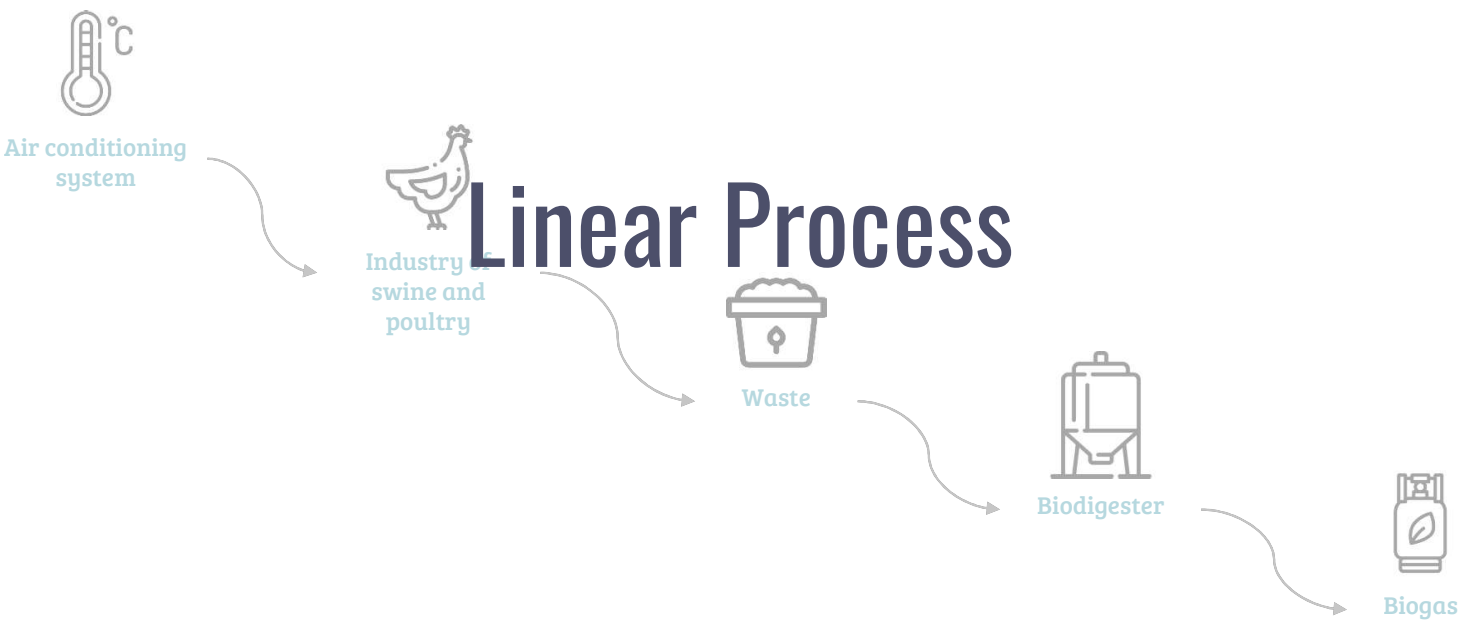 °C
Air conditioning
system
Linear Process
Industry of
swine and
poultry
Waste
Biodigester
Biogas